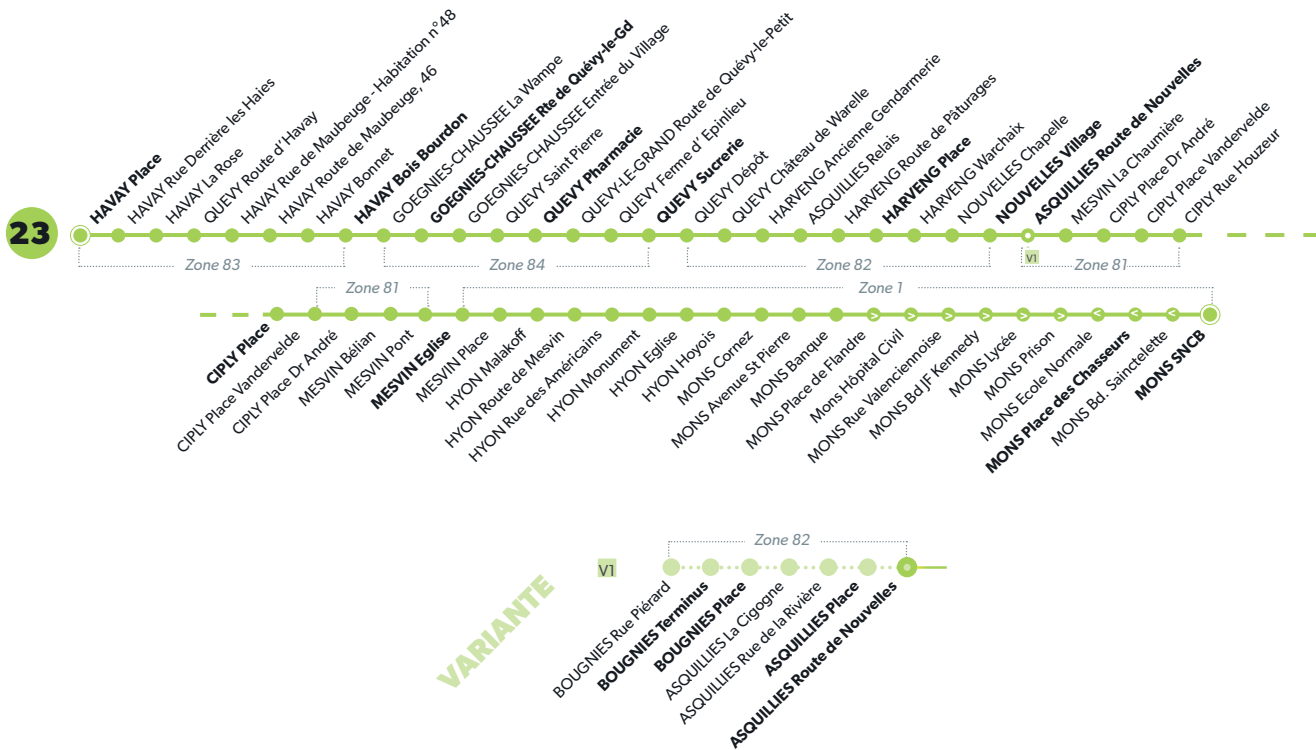 23
HAVAY Place
HAVAY Rue Derrière les Haies
HAVAY La Rose
QUEVY Route d'Havay
HAVAY Rue de Maubeuge - Habitation n°48
HAVAY Route de Maubeuge, 46
HAVAY Bonnet
HAVAY Bois Bourdon
GOEGNIES-CHAUSSEE La Wampe
GOEGNIES-CHAUSSEE Rte de Quévy-le-Gd
GOEGNIES-CHAUSSEE Entrée du Village
QUEVY Saint Pierre
QUEVY Pharmacie
QUEVY-LE-GRAND Route de Quévy-le-Petit
QUEVY Ferme d' Epinlieu
QUEVY Sucrerie
QUEVY Dépôt
QUEVY Château de Warelle
HARVENG Ancienne Gendarmerie
ASQUILLIES Relais
HARVENG Route de Pâturages
HARVENG Place
HARVENG Warchaix
NOUVELLES Chapelle
NOUVELLES Village
ASQUILLIES Route de Nouvelles
MESVIN La Chaumière
CIPLY Place Dr André
CIPLY Place Vandervelde
CIPLY Rue Houzeur
V1
Zone 83
Zone 84
Zone 82
Zone 81
Zone 81
Zone 1
CIPLY Place
CIPLY Place Vandervelde
CIPLY Place Dr André
MESVIN Bélian
MESVIN Pont
MESVIN Eglise
MESVIN Place
HYON Malakoff
HYON Route de Mesvin
HYON Rue des Américains
HYON Monument
HYON Eglise
HYON Hoyois
MONS Cornez
MONS Avenue St Pierre
MONS Banque
MONS Place de Flandre
Mons Hôpital Civil
MONS Rue Valenciennoise
MONS Bd JF Kennedy
MONS Lycée
MONS Prison
MONS Ecole Normale
MONS Place des Chasseurs
MONS Bd. Sainctelette
MONS SNCB
VARIANTE
V1
Zone 82
BOUGNIES Rue Piérard
BOUGNIES Terminus
BOUGNIES Place
ASQUILLIES La Cigogne
ASQUILLIES Rue de la Rivière
ASQUILLIES Place
ASQUILLIES Route de Nouvelles